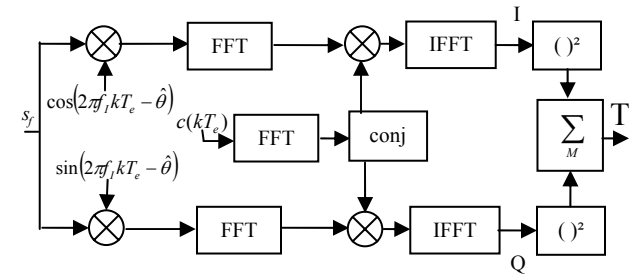 I
FFT
IFFT
( )²
cos(2πf_I kT_e − θ̂)
s_f
c(kT_e)
FFT
conj
∑
M
T
sin(2πf_I kT_e − θ̂)
FFT
IFFT
( )²
Q